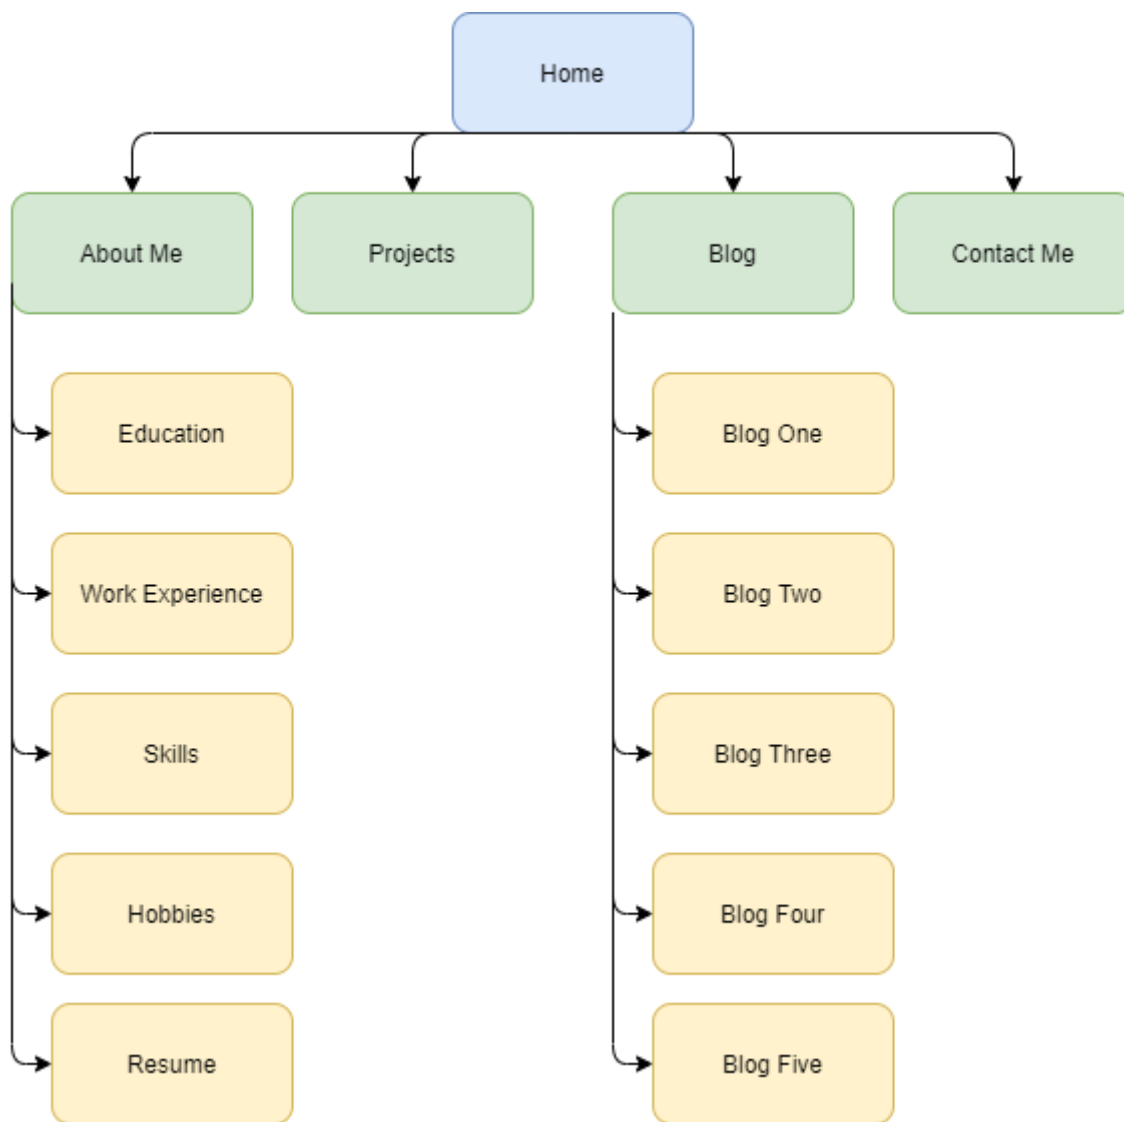 Home
About Me
Projects
Blog
Contact Me
Education
Blog One
Work Experience
Blog Two
Skills
Blog Three
Hobbies
Blog Four
Resume
Blog Five